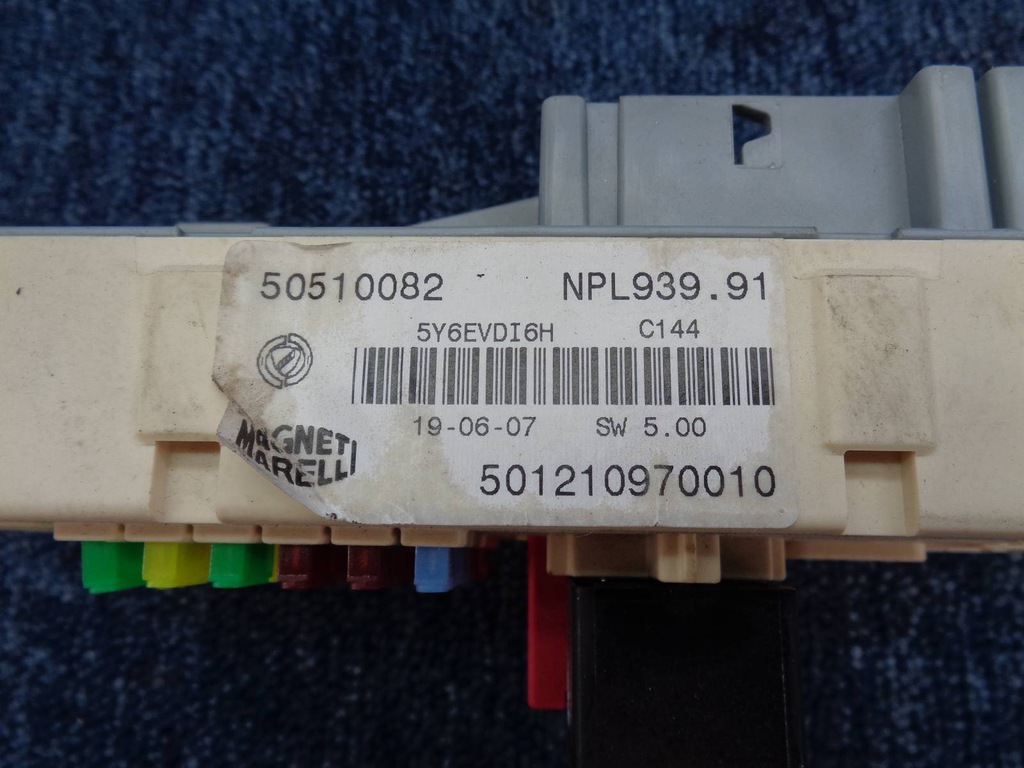 50510082 NPL939.91
5Y6EVDI6H C144
19-06-07 SW 5.00
MAGNETI
MARELLI
501210970010